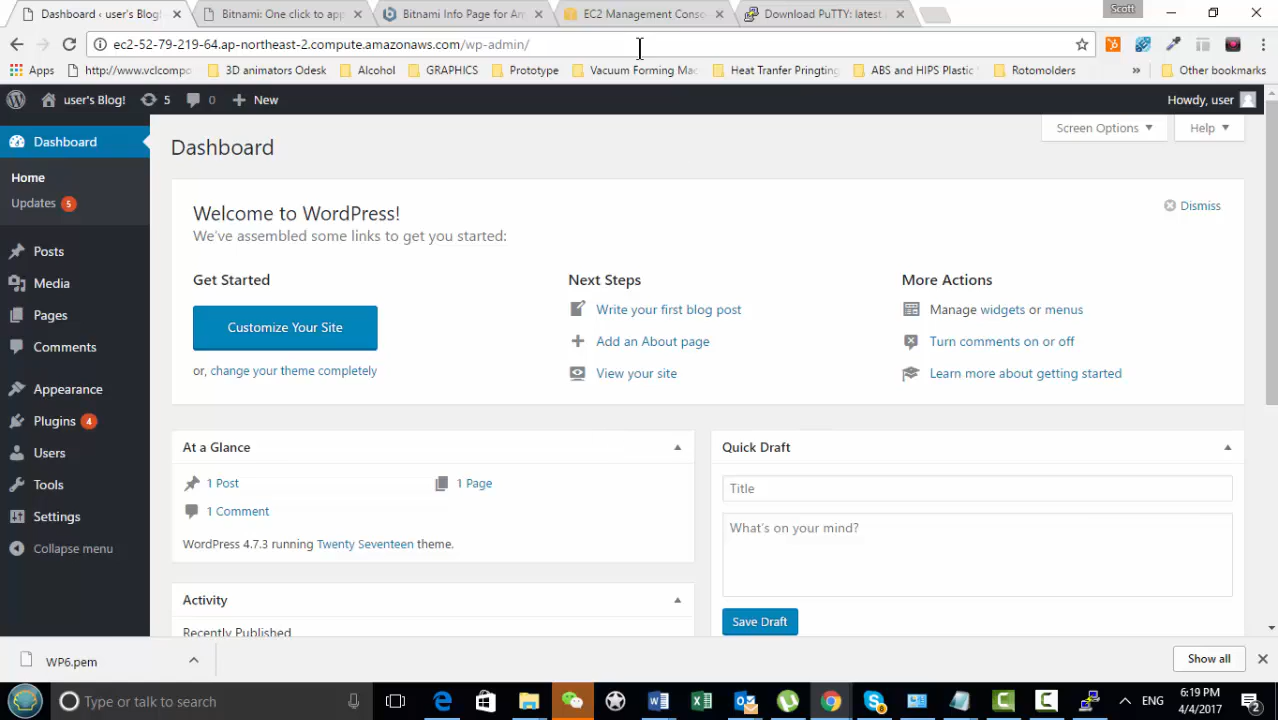 Dashboard ‹ user's Blog!
Bitnami: One click to app
Bitnami Info Page for Am
EC2 Management Conso
Download PuTTY: latest
Scott
ec2-52-79-219-64.ap-northeast-2.compute.amazonaws.com/wp-admin/
Apps
http://www.vclcompo
3D animators Odesk
Alcohol
GRAPHICS
Prototype
Vacuum Forming Mac
Heat Tranfer Pringting
ABS and HIPS Plastic
Rotomolders
»
Other bookmarks
user's Blog!
5
0
New
Howdy, user
Dashboard
Home
Updates 5
Posts
Media
Pages
Comments
Appearance
Plugins 4
Users
Tools
Settings
Collapse menu
Dashboard
Screen Options
Help
Welcome to WordPress!
We've assembled some links to get you started:
Dismiss
Get Started
Customize Your Site
or, change your theme completely
Next Steps
Write your first blog post
Add an About page
View your site
More Actions
Manage widgets or menus
Turn comments on or off
Learn more about getting started
At a Glance
1 Post
1 Page
1 Comment
WordPress 4.7.3 running Twenty Seventeen theme.
Activity
Recently Published
Quick Draft
Title
What's on your mind?
Save Draft
WP6.pem
Show all
Type or talk to search
ENG
6:19 PM
4/4/2017
2